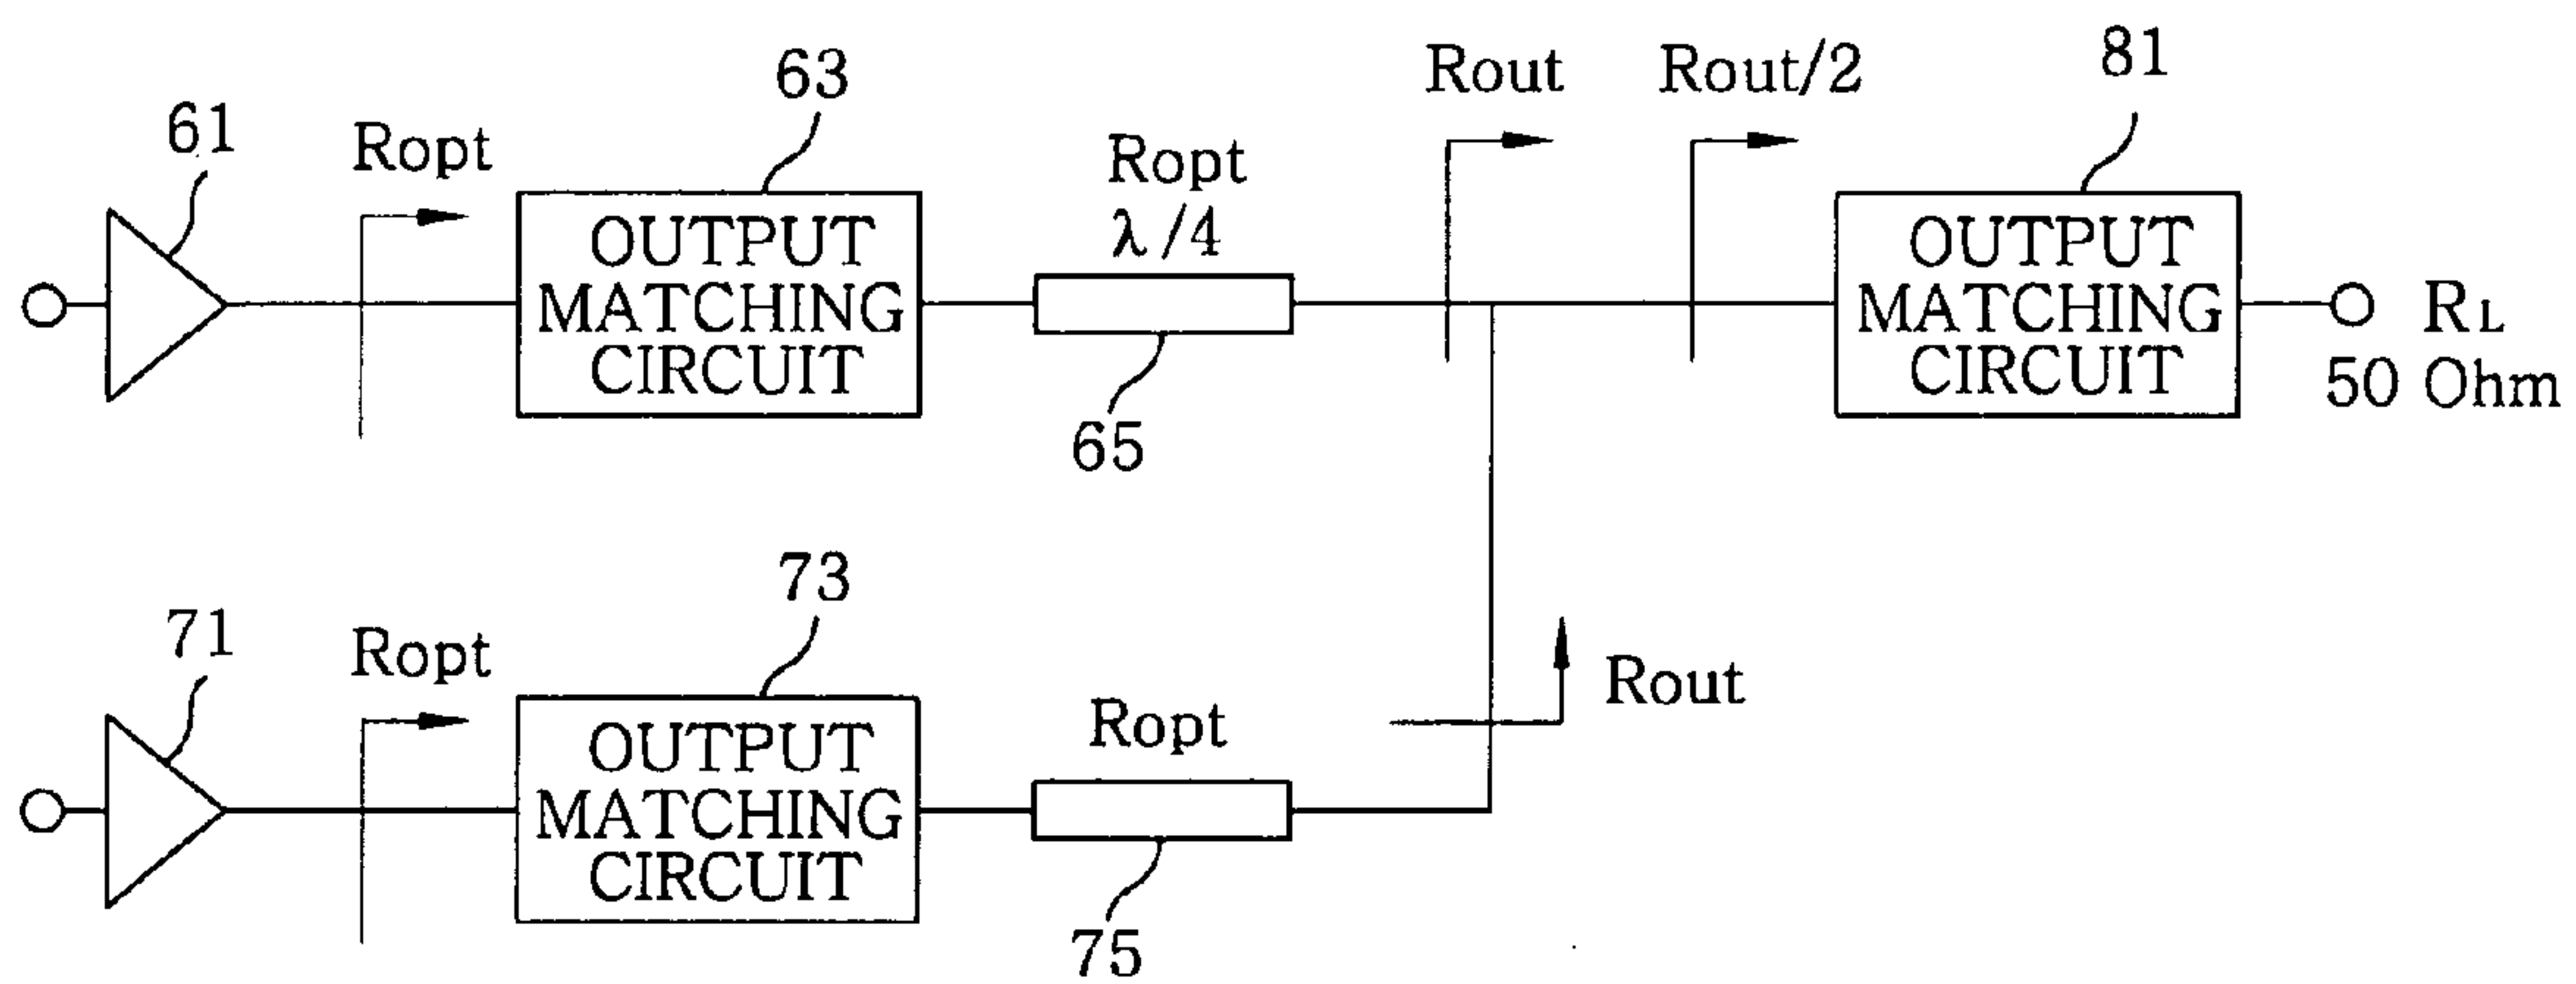 61
Ropt
63
OUTPUT
MATCHING
CIRCUIT
Ropt
λ/4
65
Rout
Rout/2
81
OUTPUT
MATCHING
CIRCUIT
RL
50 Ohm
71
Ropt
73
OUTPUT
MATCHING
CIRCUIT
Ropt
75
Rout